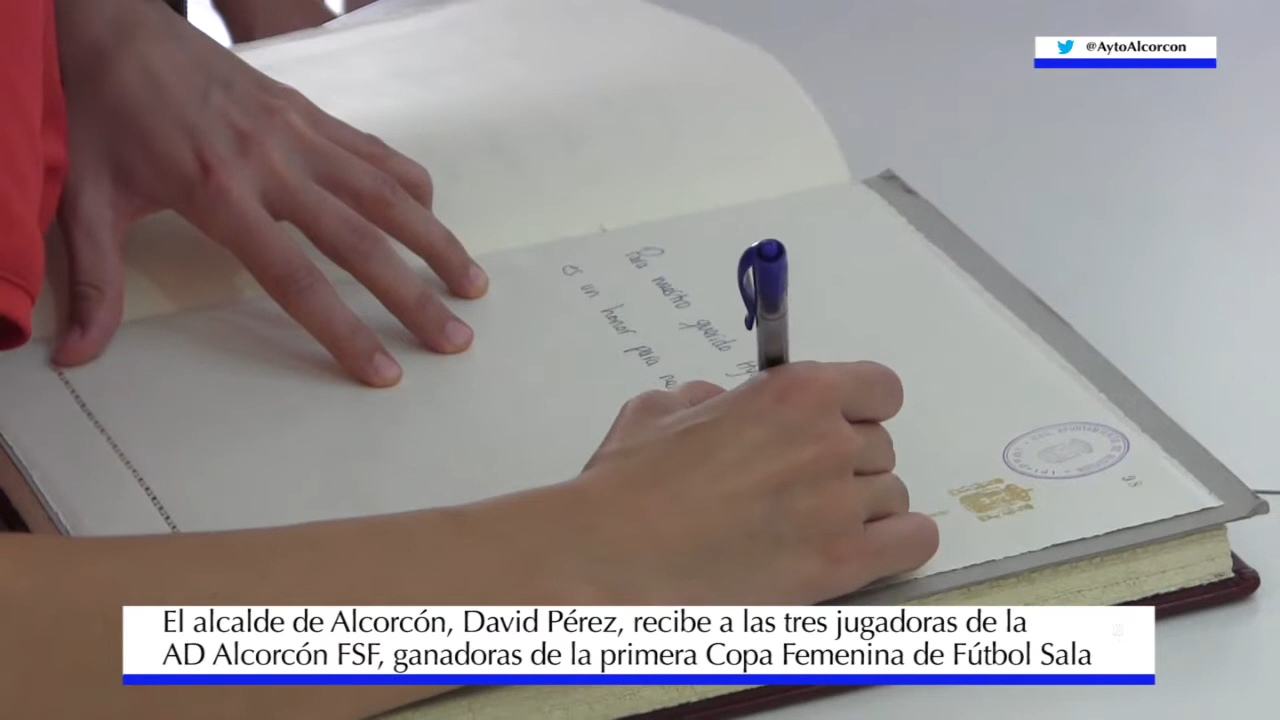 @AytoAlcorcon
Para nuestro querido
es un honor para
98
El alcalde de Alcorcón, David Pérez, recibe a las tres jugadoras de la
AD Alcorcón FSF, ganadoras de la primera Copa Femenina de Fútbol Sala